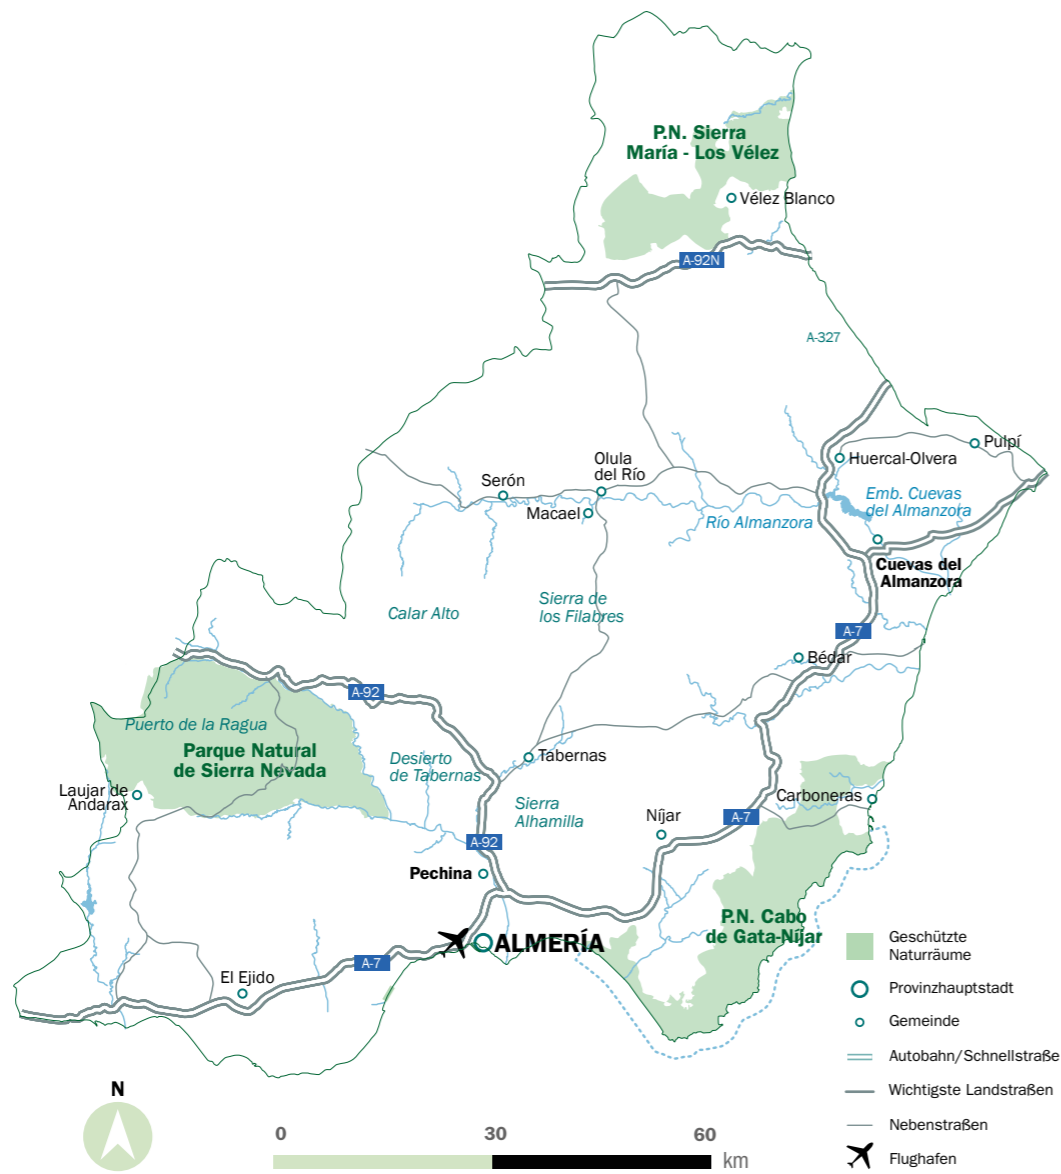 P.N. Sierra
María - Los Vélez
Vélez Blanco
A-92N
A-327
Pulpí
Huercal-Olvera
Olula
del Río
Serón
Macael
Emb. Cuevas
del Almanzora
Río Almanzora
Cuevas del
Almanzora
Sierra de
los Filabres
Calar Alto
A-7
Bédar
A-92
Puerto de la Ragua
Parque Natural
de Sierra Nevada
Desierto
de Tabernas
Tabernas
Laujar de
Andarax
Sierra
Alhamilla
Carboneras
Níjar
A-7
A-92
Pechina
P.N. Cabo
de Gata-Níjar
ALMERÍA
A-7
El Ejido
Geschützte
Naturräume
Provinzhauptstadt
Gemeinde
Autobahn/Schnellstraße
Wichtigste Landstraßen
Nebenstraßen
Flughafen
N
0 30 60
km